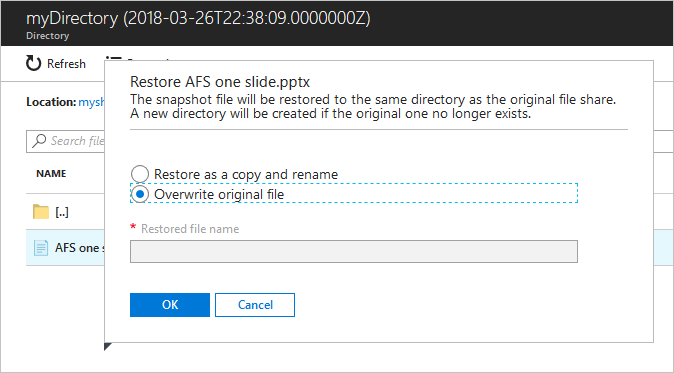 myDirectory (2018-03-26T22:38:09.0000000Z)
Directory
Refresh
Restore AFS one slide.pptx
The snapshot file will be restored to the same directory as the original file share.
A new directory will be created if the original one no longer exists.
Location: mysh
Search file
Restore as a copy and rename
NAME
Overwrite original file
[..]
* Restored file name
AFS one s
OK
Cancel